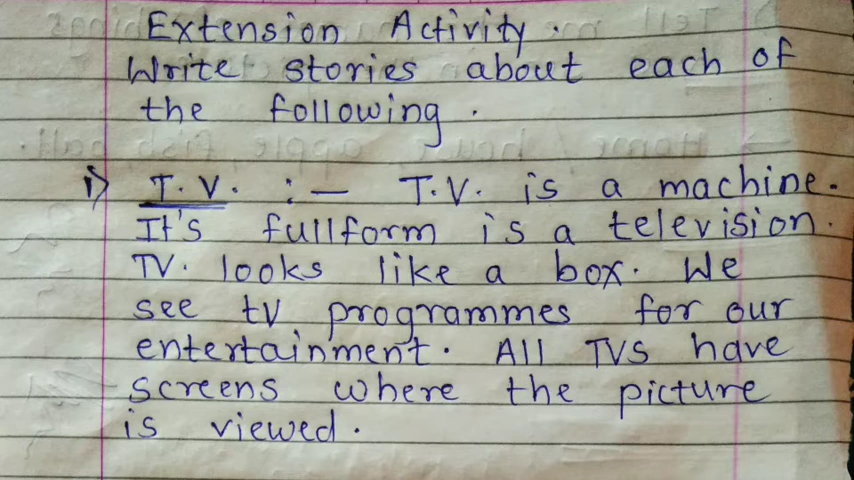 Extension Activity.
Write stories about each of
the following.
1) T.V. :- T.V. is a machine.
It's fullform is a television.
TV. looks like a box. We
see tv programmes for our
entertainment. All TVS have
screens where the picture
is viewed.